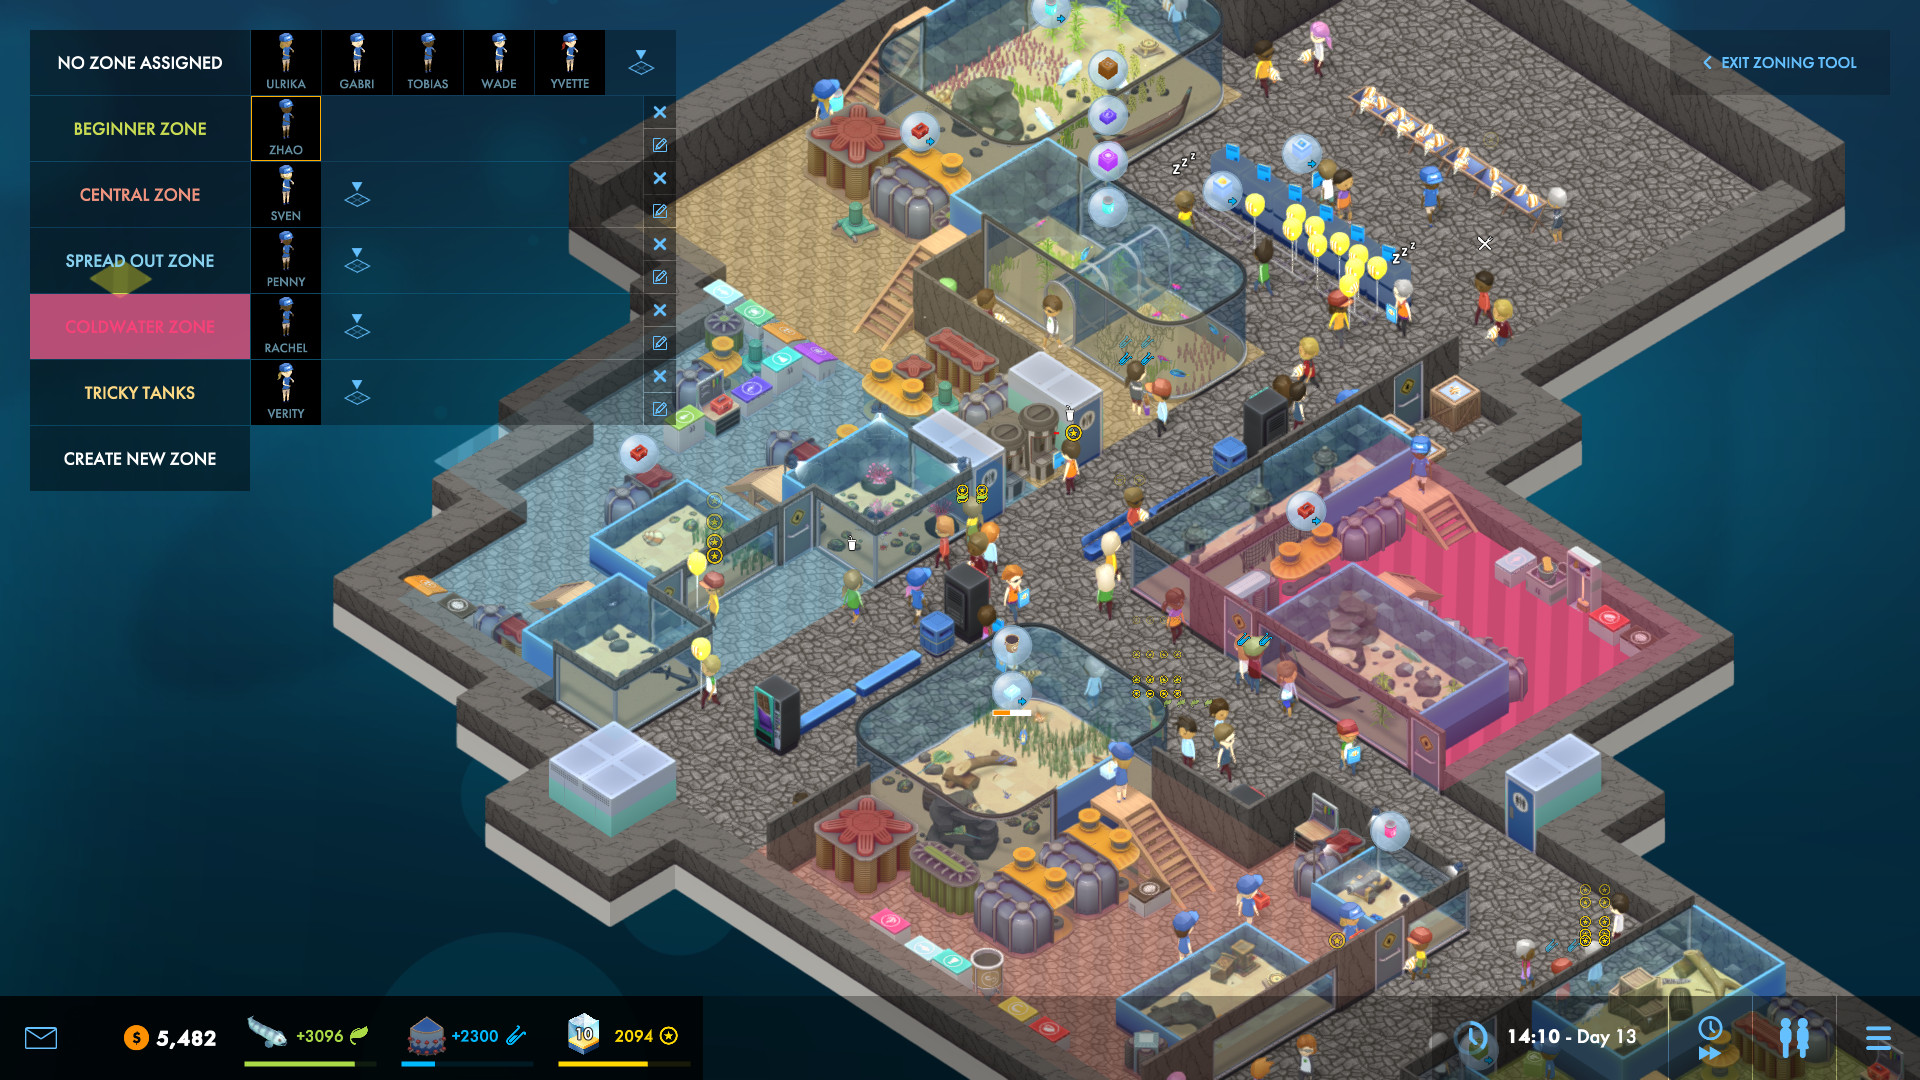 NO ZONE ASSIGNED
ULRIKA
GABRI
TOBIAS
WADE
YVETTE
EXIT ZONING TOOL
BEGINNER ZONE
ZHAO
CENTRAL ZONE
SVEN
SPREAD OUT ZONE
PENNY
COLDWATER ZONE
RACHEL
TRICKY TANKS
VERITY
CREATE NEW ZONE
z z z
z z z
$ 5,482
+3096
+2300
10
2094
14:10 - Day 13